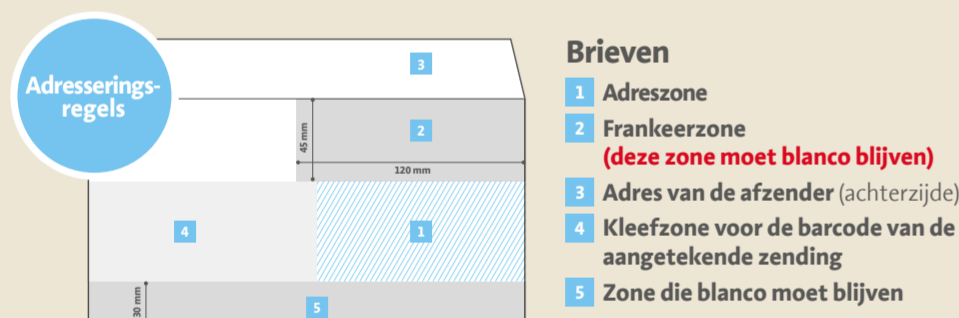 Adresserings-
regels
3
2
45 mm
120 mm
4
1
5
30 mm
Brieven
1 Adreszone
2 Frankeerzone
(deze zone moet blanco blijven)
3 Adres van de afzender (achterzijde)
4 Kleefzone voor de barcode van de
aangetekende zending
5 Zone die blanco moet blijven